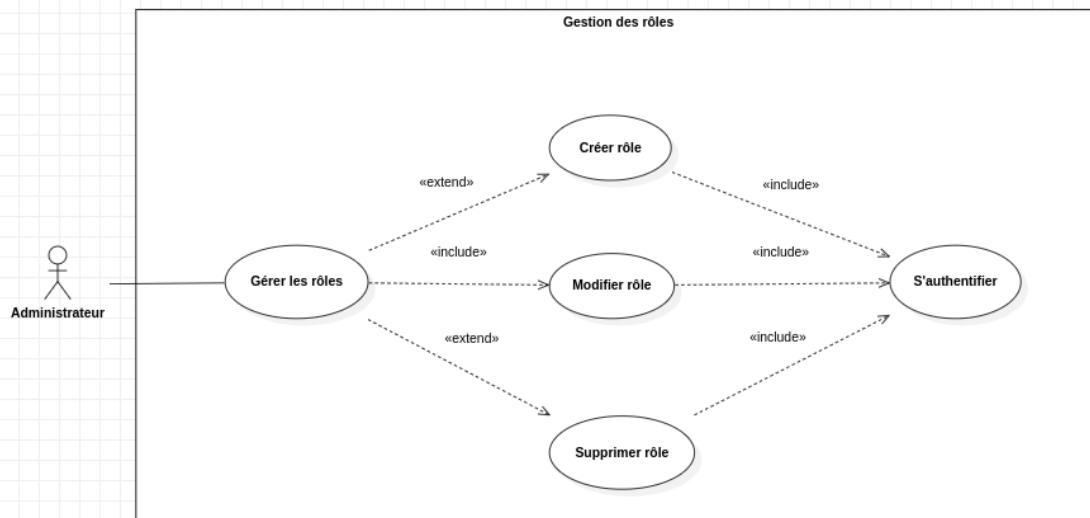 Gestion des rôles
Créer rôle
«extend»
«include»
«include»
«include»
Gérer les rôles
Modifier rôle
S'authentifier
Administrateur
«extend»
«include»
Supprimer rôle